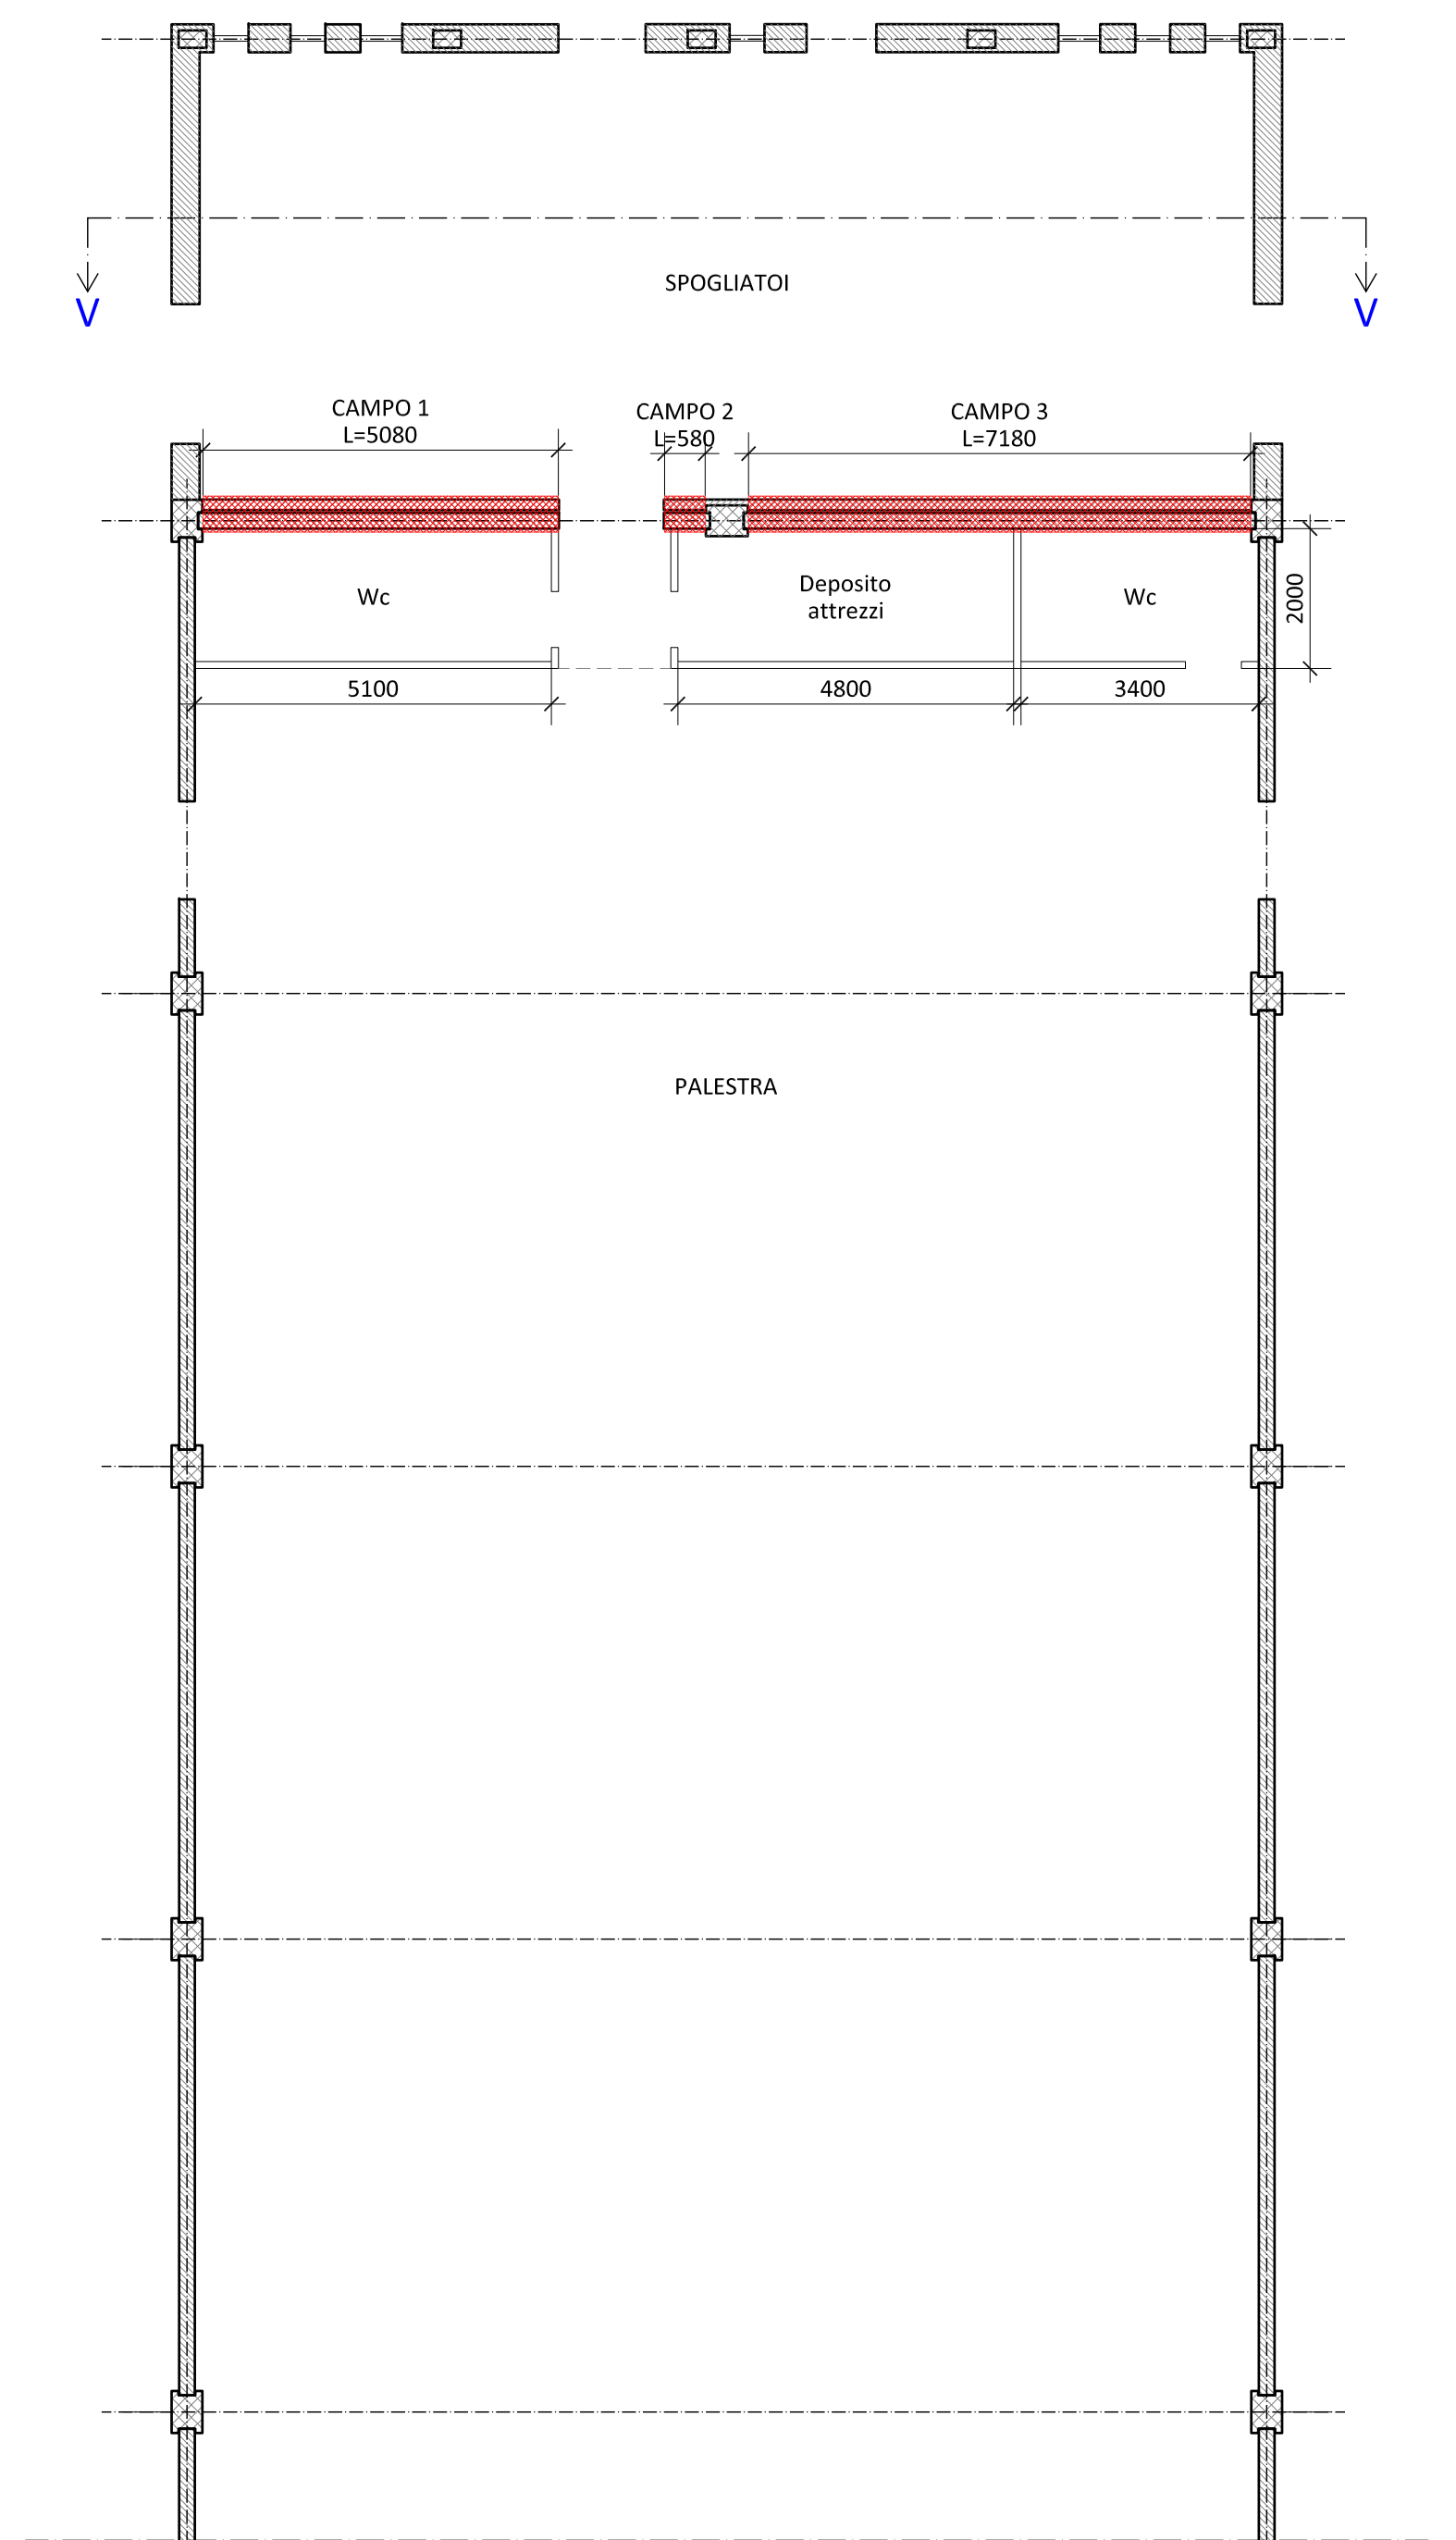 SPOGLIATOI
V
V
CAMPO 1
L=5080
CAMPO 2
L=580
CAMPO 3
L=7180
Wc
Deposito
attrezzi
Wc
2000
5100
4800
3400
PALESTRA